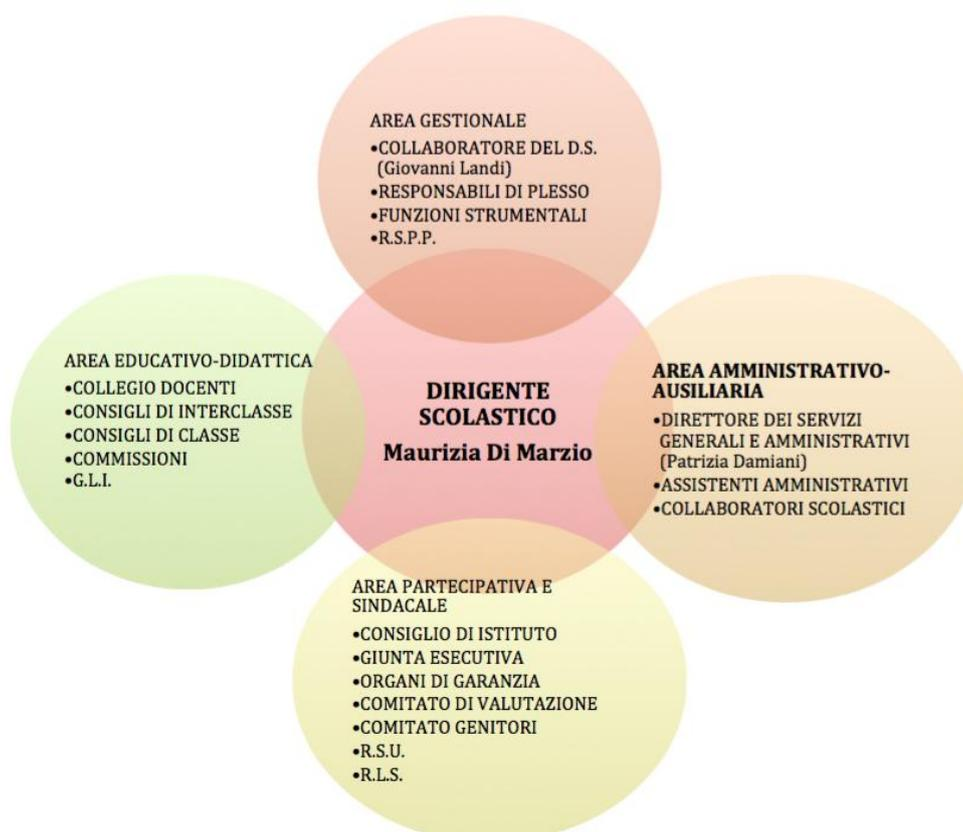 AREA GESTIONALE
•COLLABORATORE DEL D.S.
(Giovanni Landi)
•RESPONSABILI DI PLESSO
•FUNZIONI STRUMENTALI
•R.S.P.P.
AREA EDUCATIVO-DIDATTICA
•COLLEGIO DOCENTI
•CONSIGLI DI INTERCLASSE
•CONSIGLI DI CLASSE
•COMMISSIONI
•G.L.I.
DIRIGENTE
SCOLASTICO
Maurizia Di Marzio
AREA AMMINISTRATIVO-
AUSILIARIA
•DIRETTORE DEI SERVIZI
GENERALI E AMMINISTRATIVI
(Patrizia Damiani)
•ASSISTENTI AMMINISTRATIVI
•COLLABORATORI SCOLASTICI
AREA PARTECIPATIVA E
SINDACALE
•CONSIGLIO DI ISTITUTO
•GIUNTA ESECUTIVA
•ORGANI DI GARANZIA
•COMITATO DI VALUTAZIONE
•COMITATO GENITORI
•R.S.U.
•R.L.S.